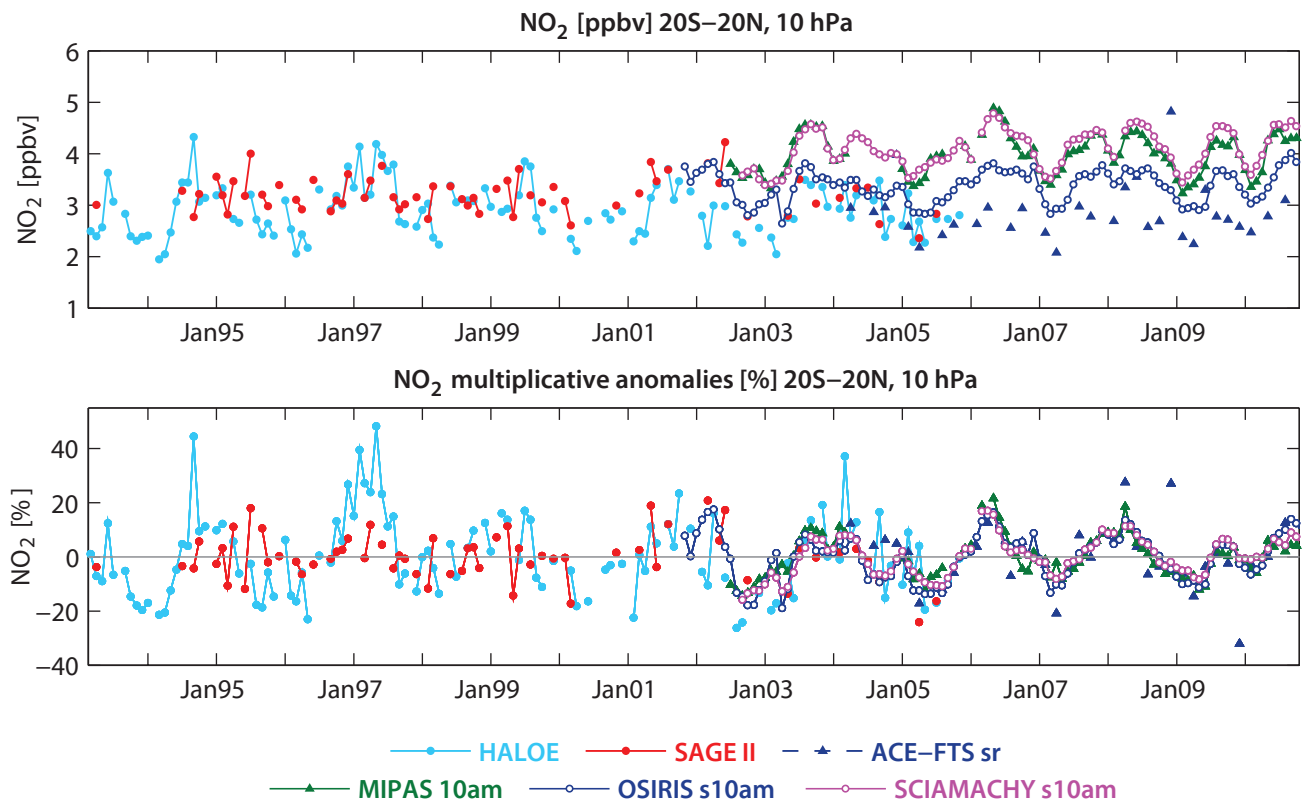 NO2 [ppbv] 20S−20N, 10 hPa
6
5
4
3
2
1
NO2 [ppbv]
Jan95 Jan97 Jan99 Jan01 Jan03 Jan05 Jan07 Jan09
NO2 multiplicative anomalies [%] 20S−20N, 10 hPa
40
20
0
−20
−40
NO2 [%]
Jan95 Jan97 Jan99 Jan01 Jan03 Jan05 Jan07 Jan09
HALOE SAGE II ACE−FTS sr
MIPAS 10am OSIRIS s10am SCIAMACHY s10am